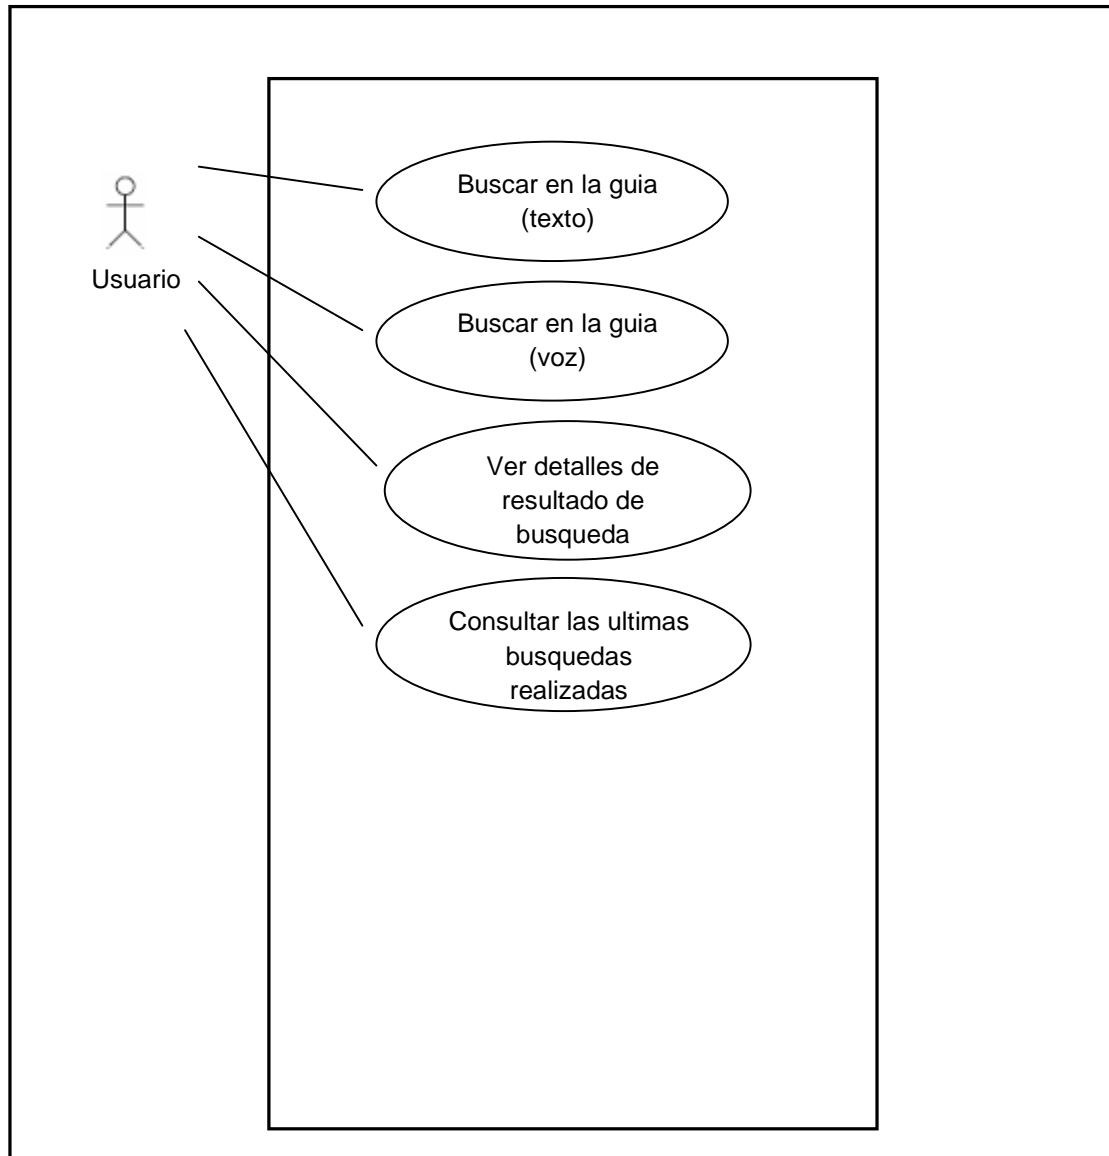 Buscar en la guia
(texto)
Usuario
Buscar en la guia
(voz)
Ver detalles de
resultado de
busqueda
Consultar las ultimas
busquedas
realizadas